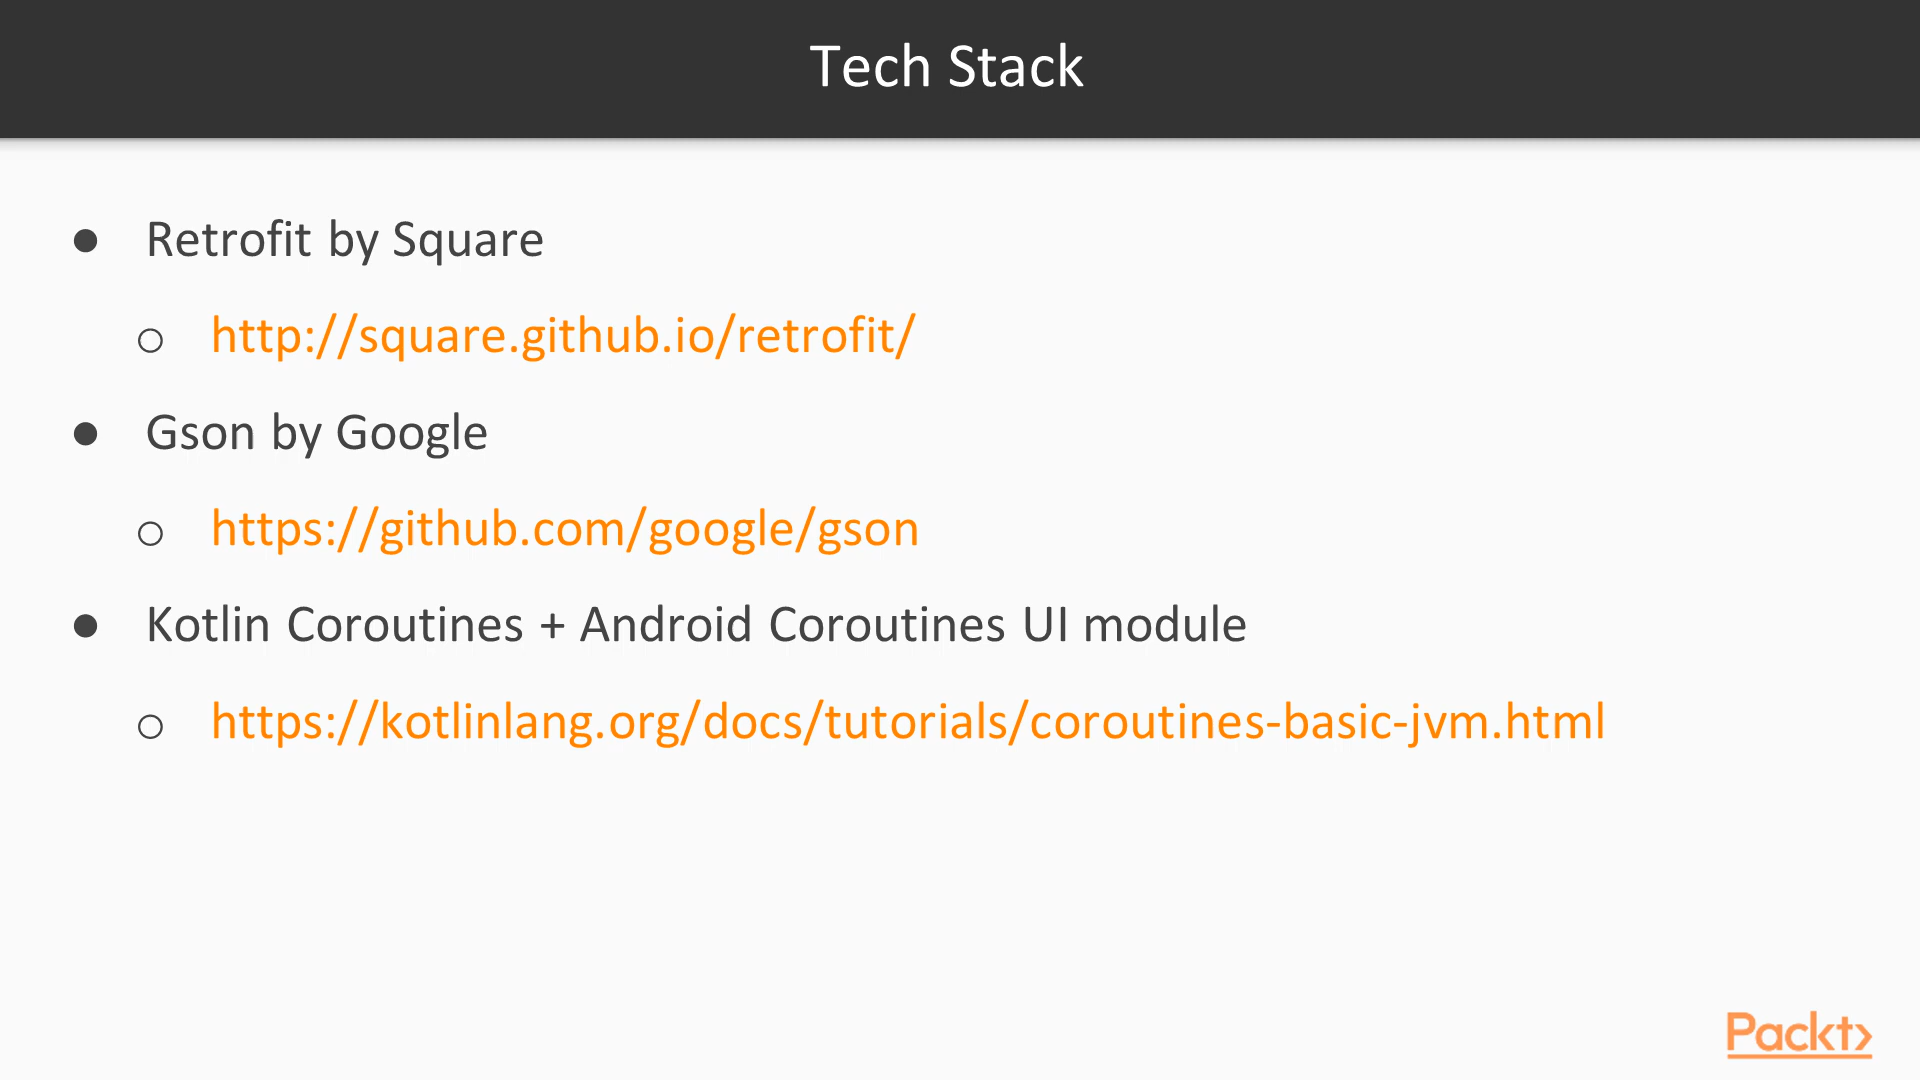 Tech Stack
● Retrofit by Square
○ http://square.github.io/retrofit/
● Gson by Google
○ https://github.com/google/gson
● Kotlin Coroutines + Android Coroutines UI module
○ https://kotlinlang.org/docs/tutorials/coroutines-basic-jvm.html
Packt>